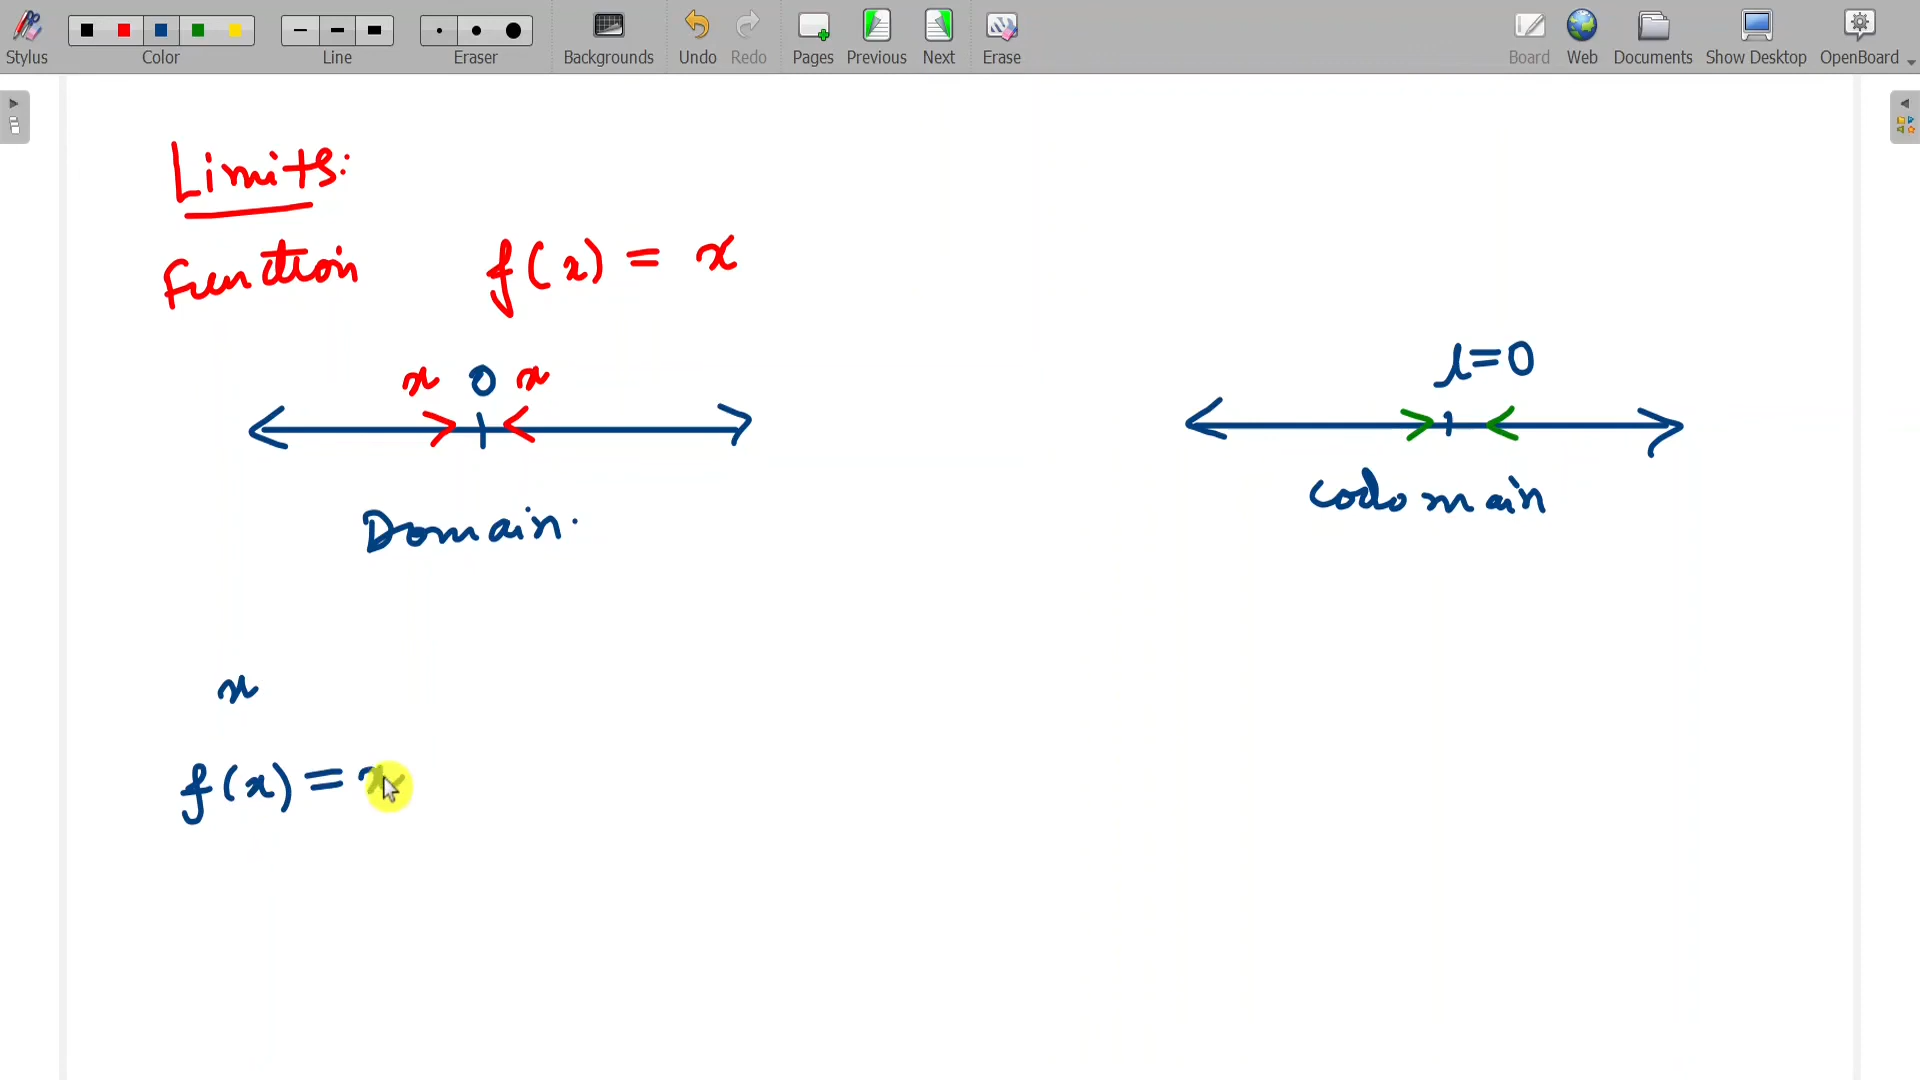 Stylus Color Line Eraser Backgrounds Undo Redo Pages Previous Next Erase Board Web Documents Show Desktop OpenBoard
Limits:
Function f(x) = x
x 0 x
l=0
Domain.
codomain
x
f(x) = x